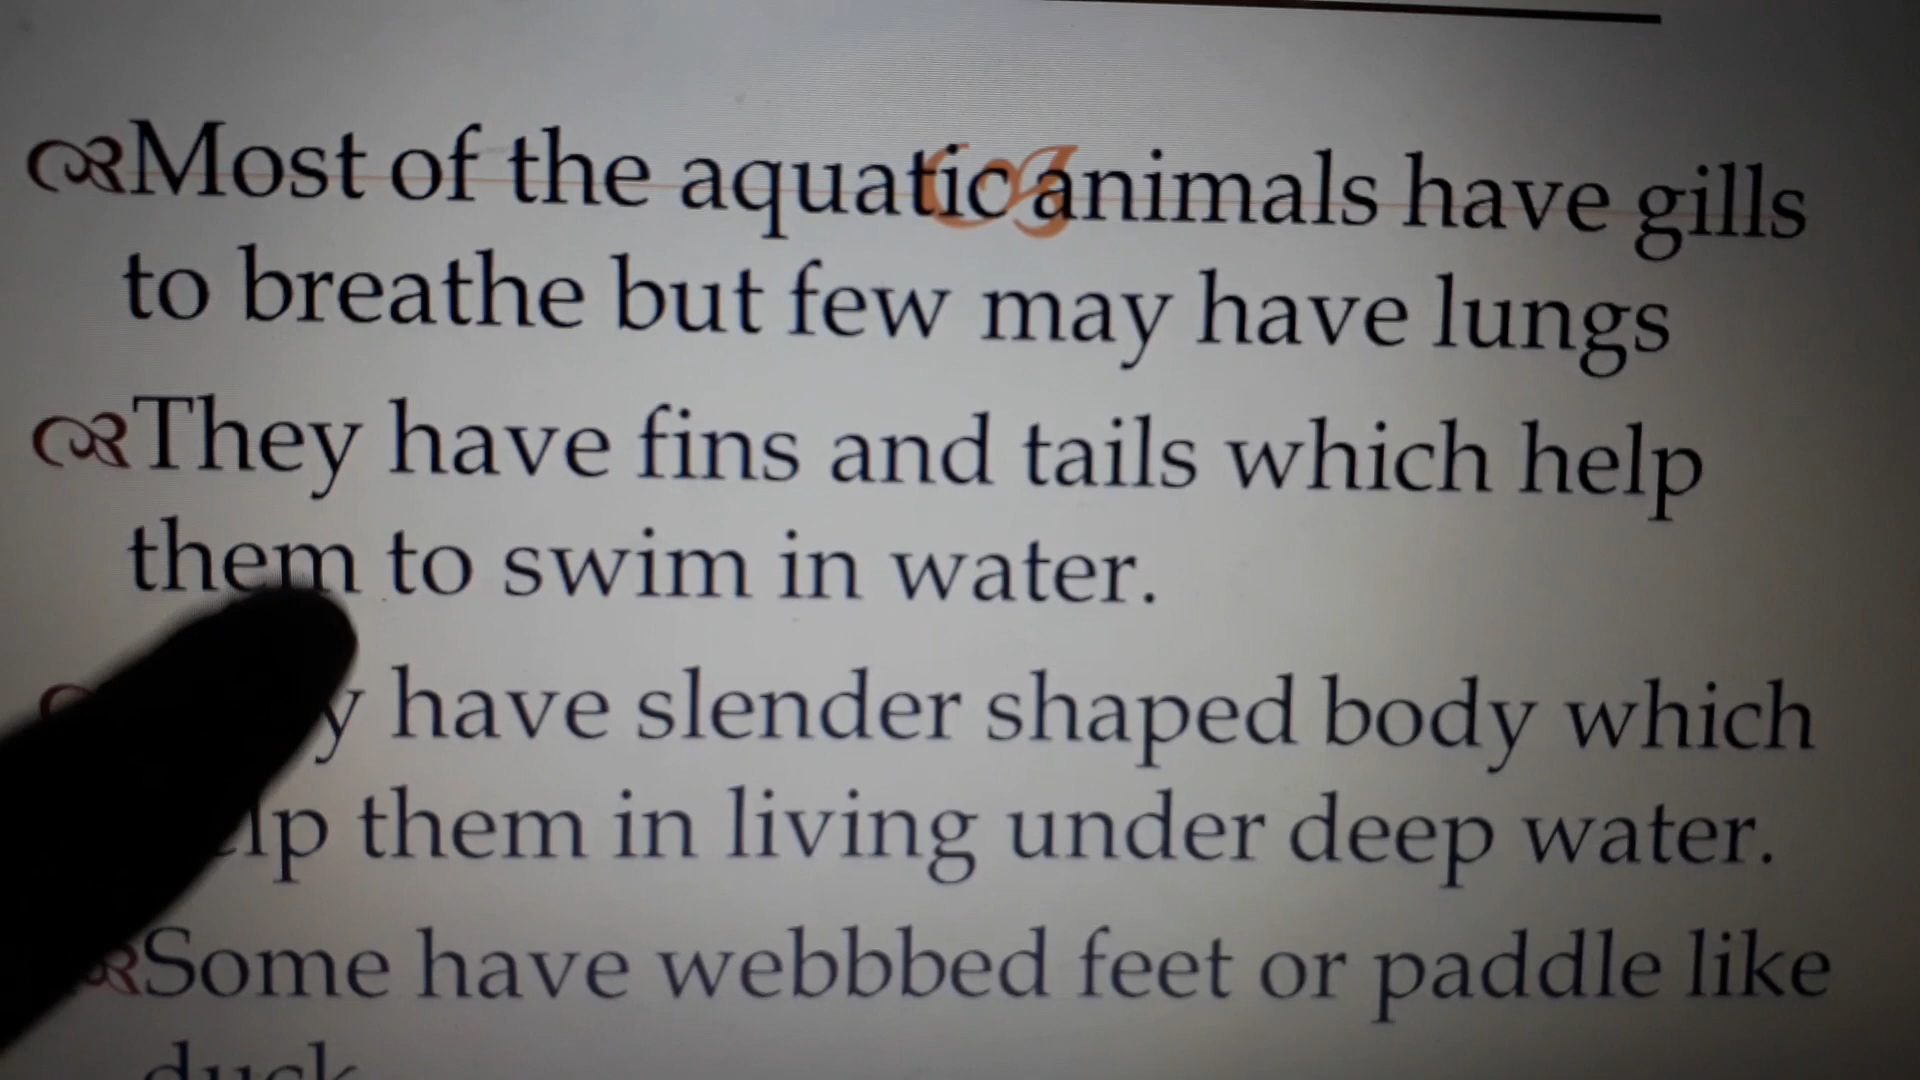 Most of the aquatic animals have gills
to breathe but few may have lungs
They have fins and tails which help
them to swim in water.
have slender shaped body which
them in living under deep water.
Some have webbbed feet or paddle like
duck